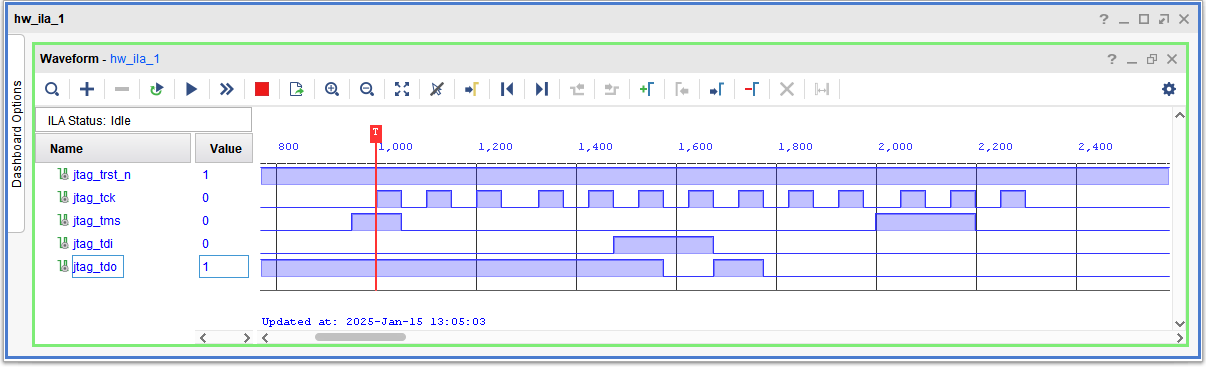 hw_ila_1
Dashboard Options
Waveform - hw_ila_1
ILA Status: Idle
Name Value
T
800 1,000 1,200 1,400 1,600 1,800 2,000 2,200 2,400
jtag_trst_n 1
jtag_tck 0
jtag_tms 0
jtag_tdi 0
jtag_tdo 1
Updated at: 2025-Jan-15 13:05:03